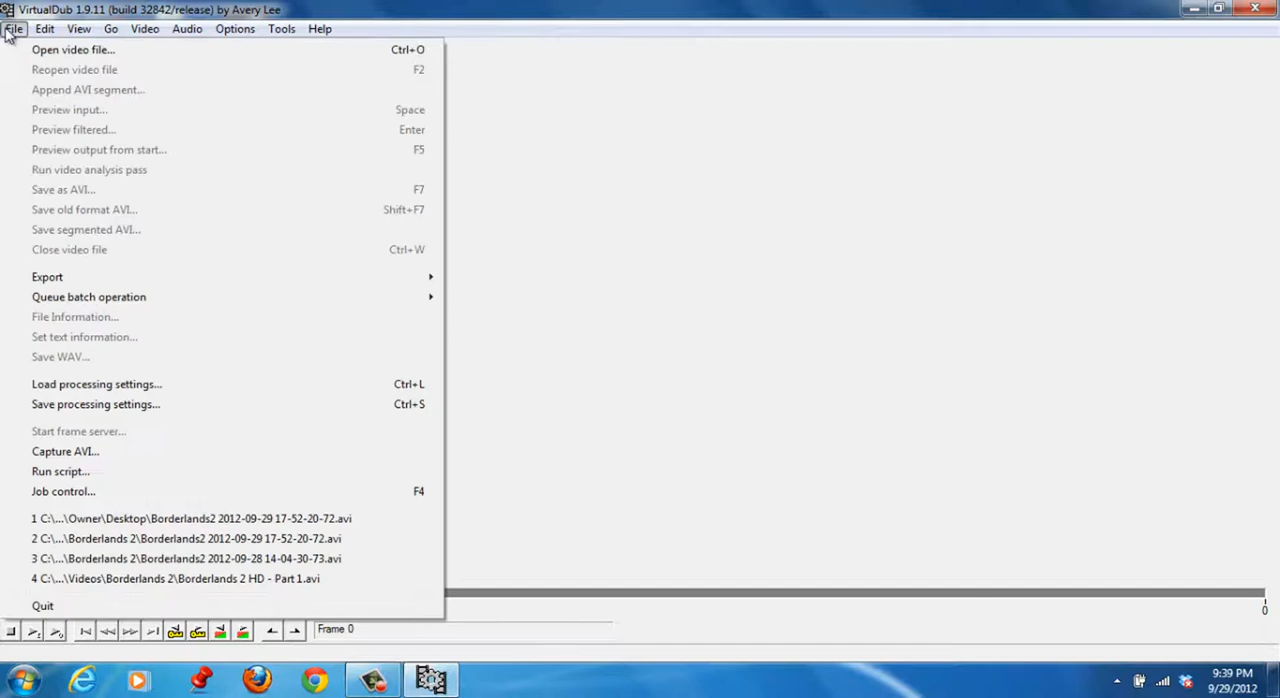 VirtualDub 1.9.11 (build 32842/release) by Avery Lee
File Edit View Go Video Audio Options Tools Help
Open video file... Ctrl+O
Reopen video file F2
Append AVI segment...
Preview input... Space
Preview filtered... Enter
Preview output from start... F5
Run video analysis pass
Save as AVI... F7
Save old format AVI... Shift+F7
Save segmented AVI...
Close video file Ctrl+W
Export
Queue batch operation
File Information...
Set text information...
Save WAV...
Load processing settings... Ctrl+L
Save processing settings... Ctrl+S
Start frame server...
Capture AVI...
Run script...
Job control... F4
1 C:\...\Owner\Desktop\Borderlands2 2012-09-29 17-52-20-72.avi
2 C:\...\Borderlands 2\Borderlands2 2012-09-29 17-52-20-72.avi
3 C:\...\Borderlands 2\Borderlands2 2012-09-28 14-04-30-73.avi
4 C:\...\Videos\Borderlands 2\Borderlands 2 HD - Part 1.avi
Quit
0
Frame 0
9:39 PM
9/29/2012